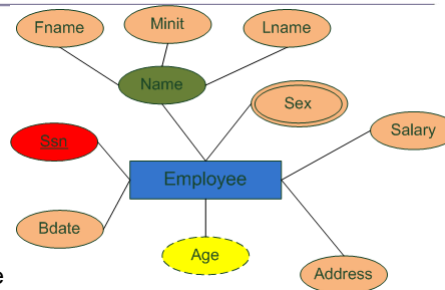 Fname
Minit
Lname
Name
Sex
Ssn
Salary
Employee
Bdate
Age
Address
e